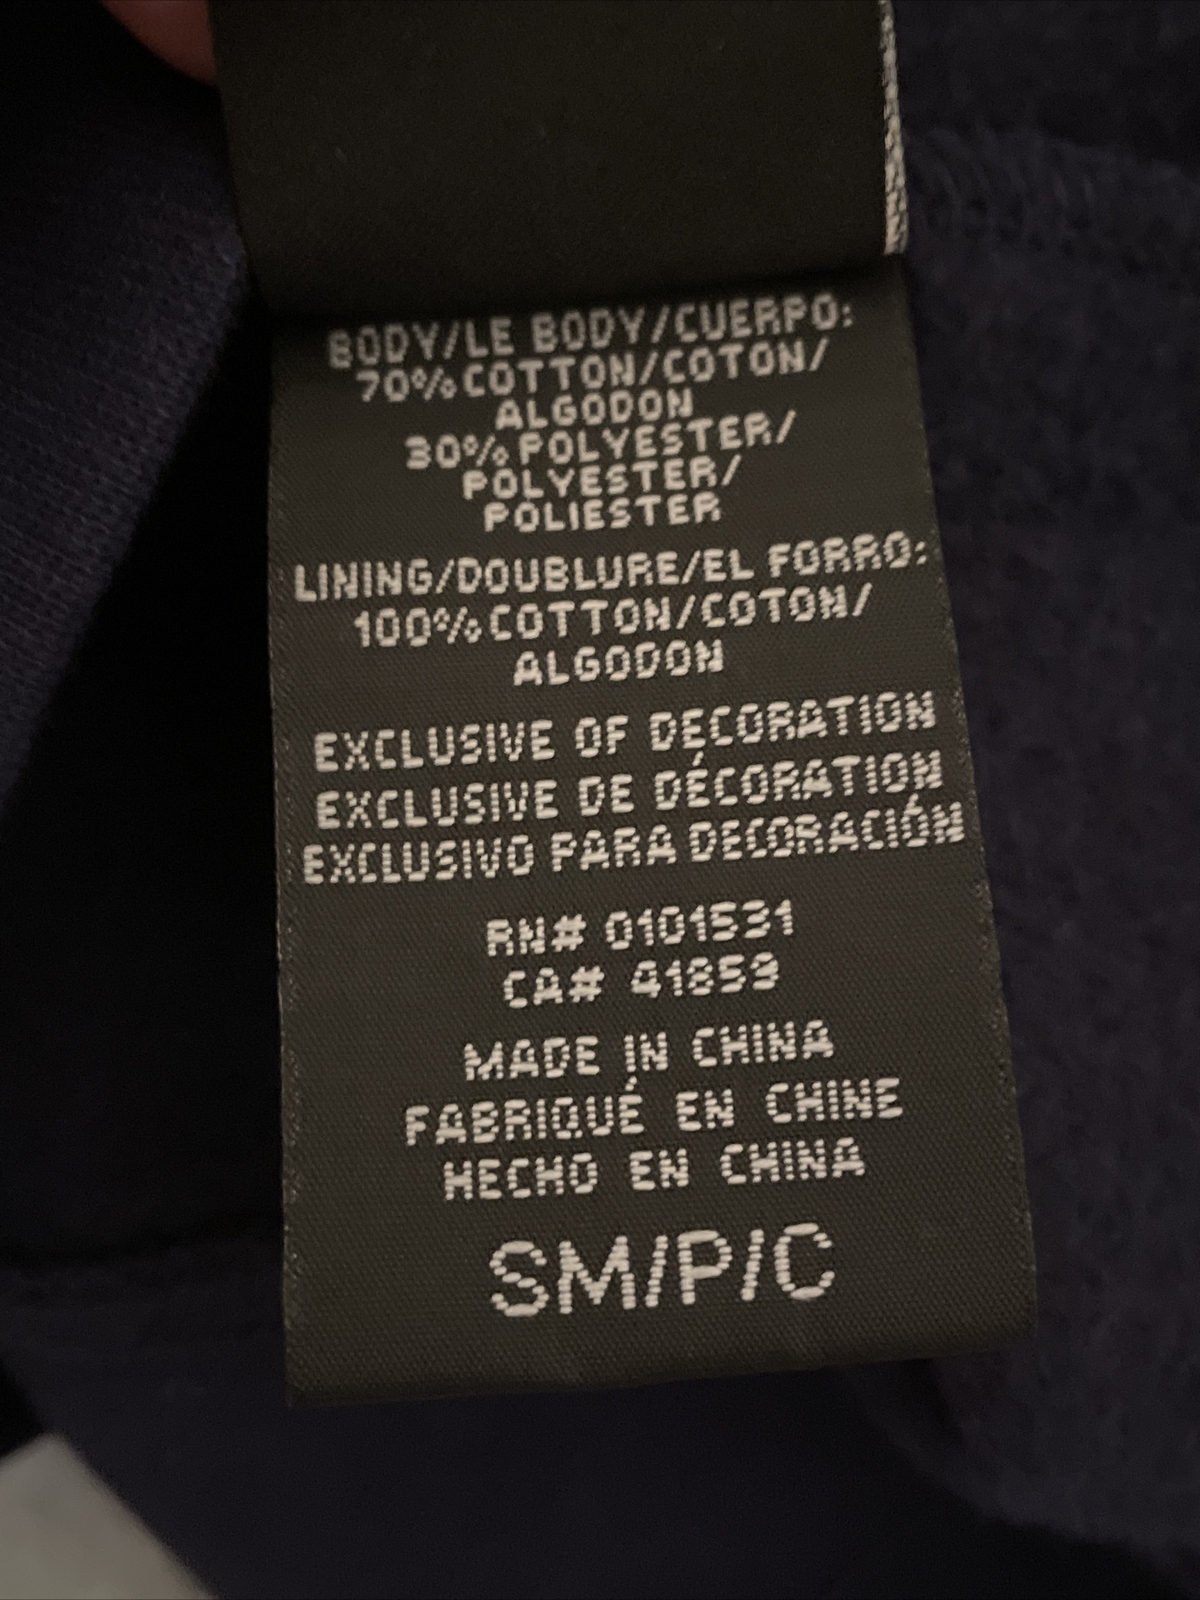 BODY/LE BODY/CUERPO:
70%COTTON/COTON/
ALGODON
30%POLYESTER/
POLYESTER/
POLIESTER
LINING/DOUBLURE/EL FORRO:
100%COTTON/COTON/
ALGODON
EXCLUSIVE OF DECORATION
EXCLUSIVE DE DÉCORATION
EXCLUSIVO PARA DECORACIÓN
RN# 0101531
CA# 41859
MADE IN CHINA
FABRIQUÉ EN CHINE
HECHO EN CHINA
SM/P/C